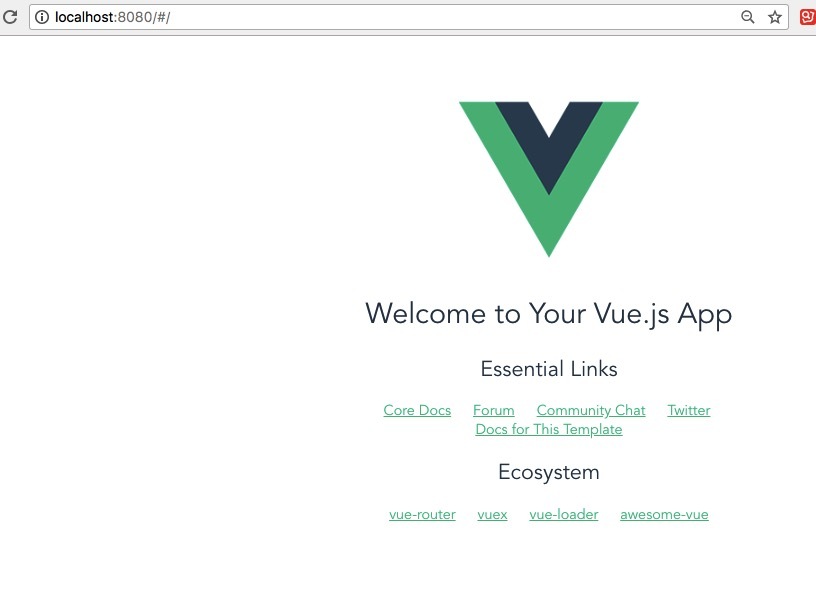 localhost:8080/#/
Welcome to Your Vue.js App
Essential Links
Core Docs Forum Community Chat Twitter
Docs for This Template
Ecosystem
vue-router vuex vue-loader awesome-vue